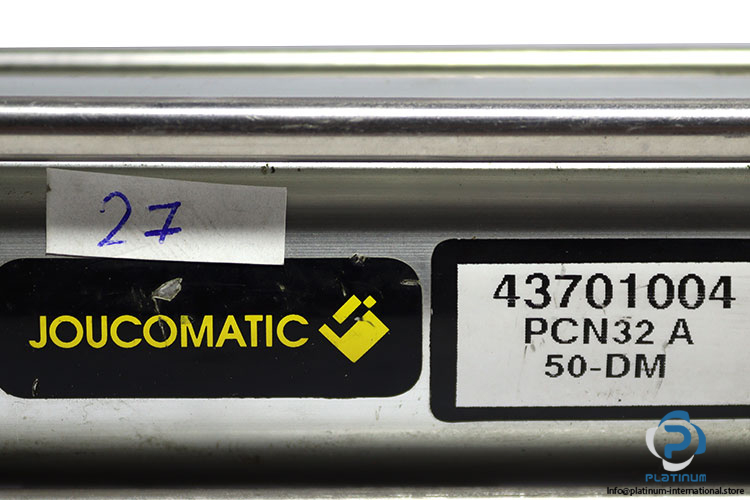 27
JOUCOMATIC
43701004
PCN32 A
50-DM
PLATINUM
Info@platinum-international.store